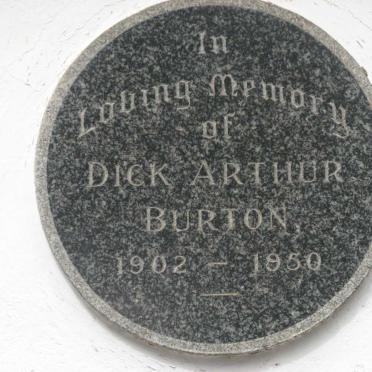 In
Loving Memory
of
DICK ARTHUR
BURTON,
1902 – 1950